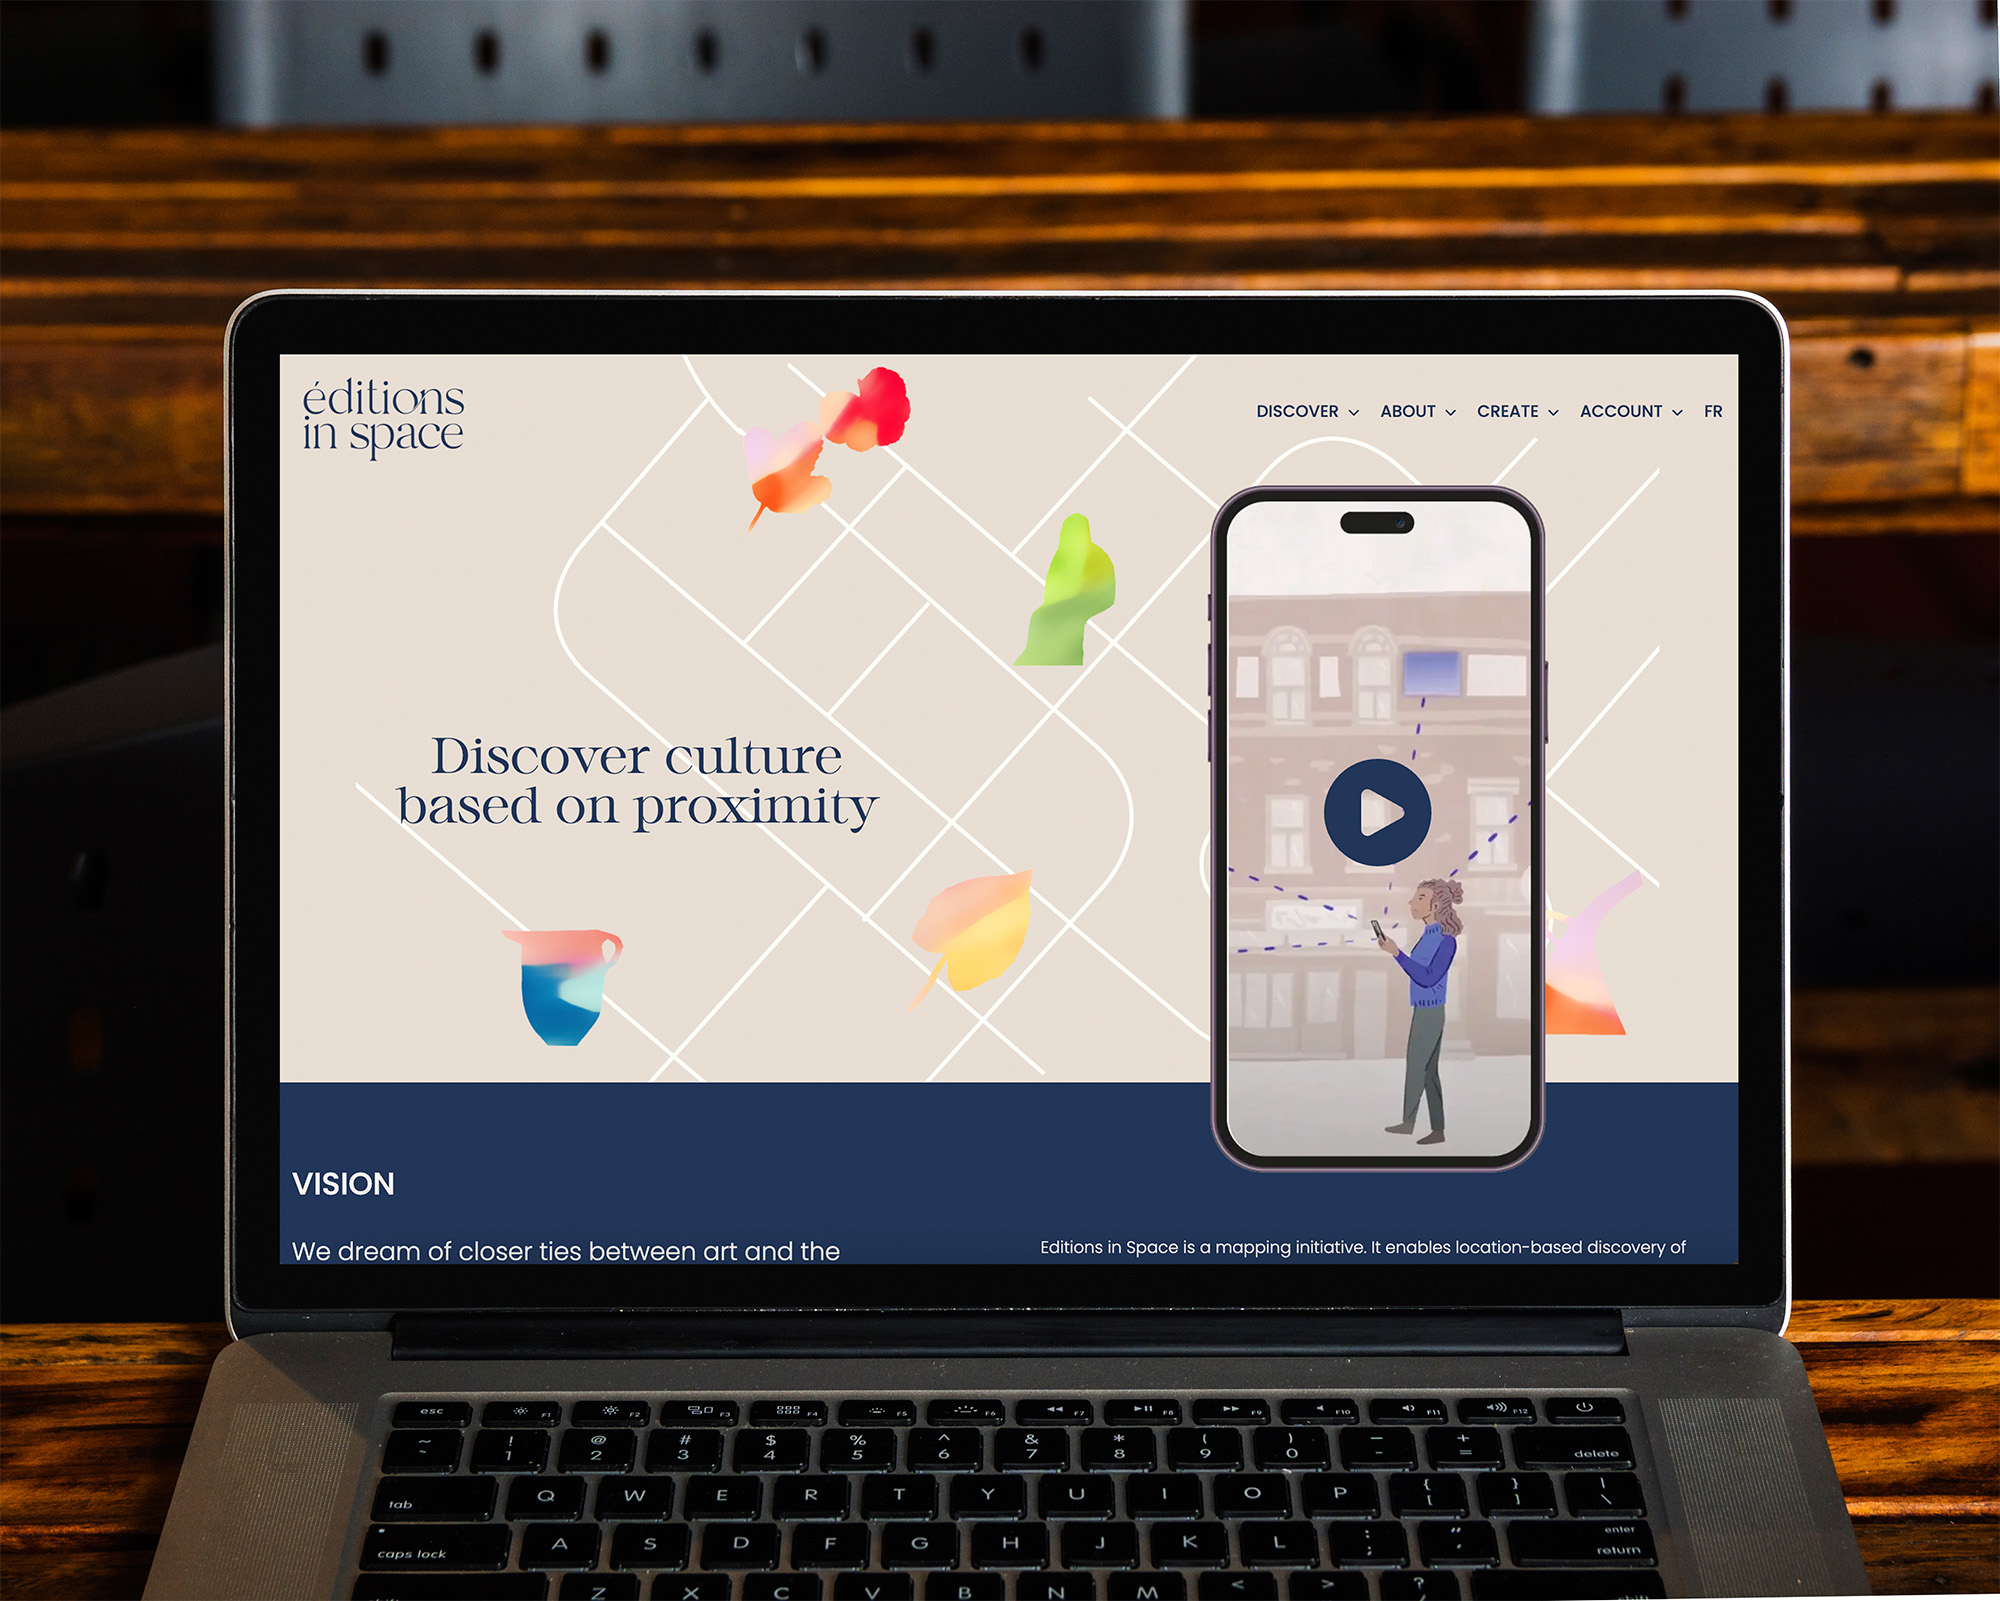 éditions
in space
DISCOVER ABOUT CREATE ACCOUNT FR
Discover culture
based on proximity
VISION
We dream of closer ties between art and the
Editions in Space is a mapping initiative. It enables location-based discovery of
esc F1 F2 F3 F4 F5 F6 F7 F8 F9 F10 F11 F12
~ ! @ # $ % ^ & * ( ) − +
` 1 2 3 4 5 6 7 8 9 0 - = delete
tab Q W E R T Y U I O P { [ } ] | \
caps lock A S D F G H J K L : ; " ' enter return
Z X C V B N M < > ?